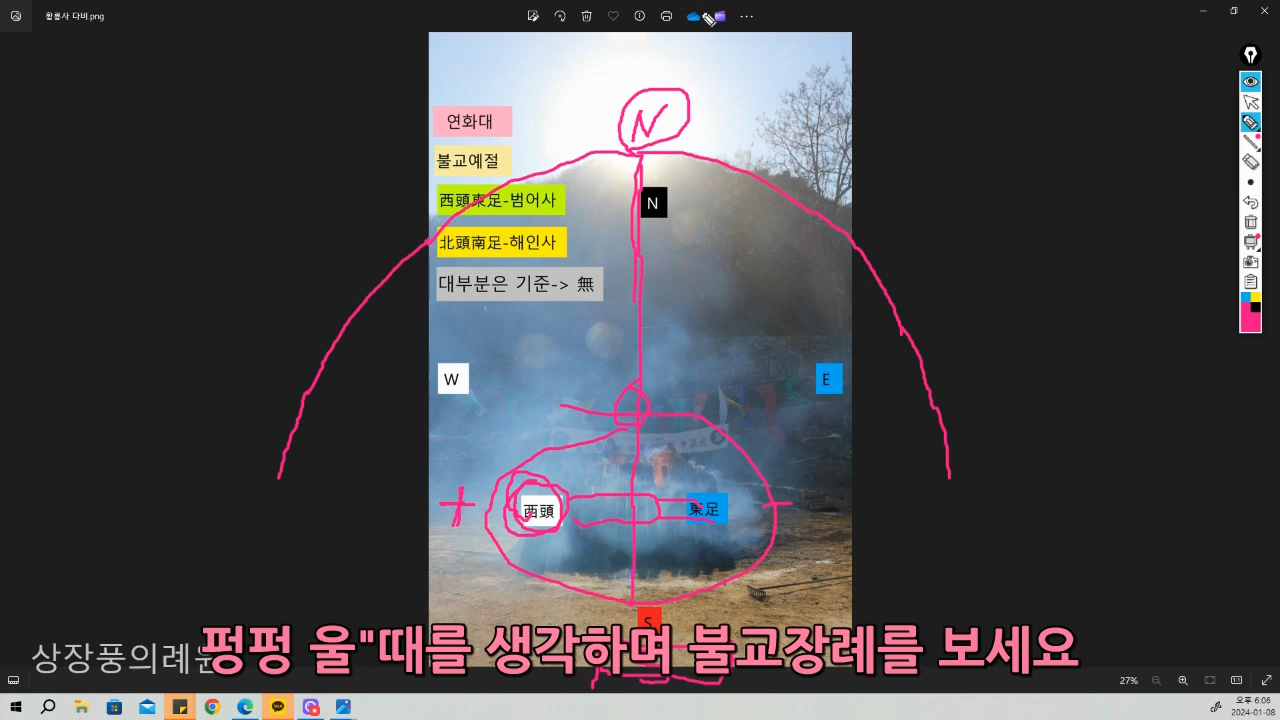 황룡사 다비.png
N
연화대
불교예절
西頭東足-범어사
N
北頭南足-해인사
대부분은 기준-> 無
W
E
西頭
東足
S
상장풍의례원
펑펑 울"때를 생각하며 불교장례를 보세요
27%
오후 6:06
2024-01-08